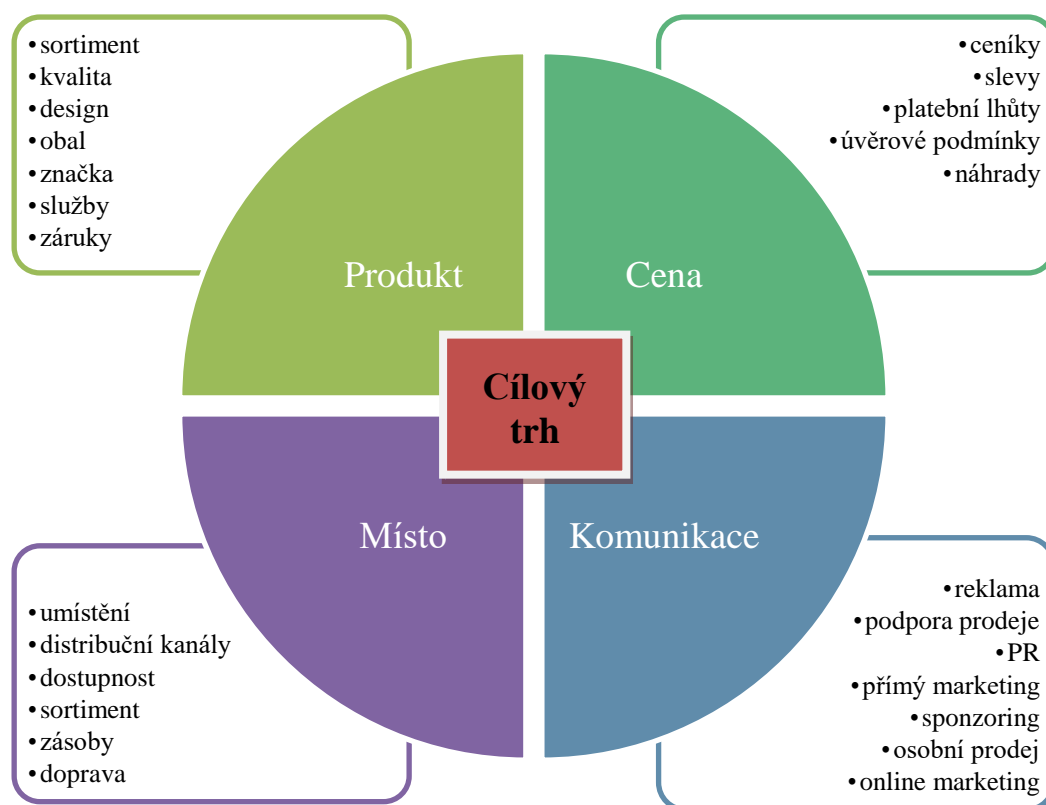 •sortiment
•kvalita
•design
•obal
•značka
•služby
•záruky
•ceníky
•slevy
•platební lhůty
•úvěrové podmínky
•náhrady
Produkt
Cena
Cílový
trh
Místo
Komunikace
•umístění
•distribuční kanály
•dostupnost
•sortiment
•zásoby
•doprava
•reklama
•podpora prodeje
•PR
•přímý marketing
•sponzoring
•osobní prodej
•online marketing